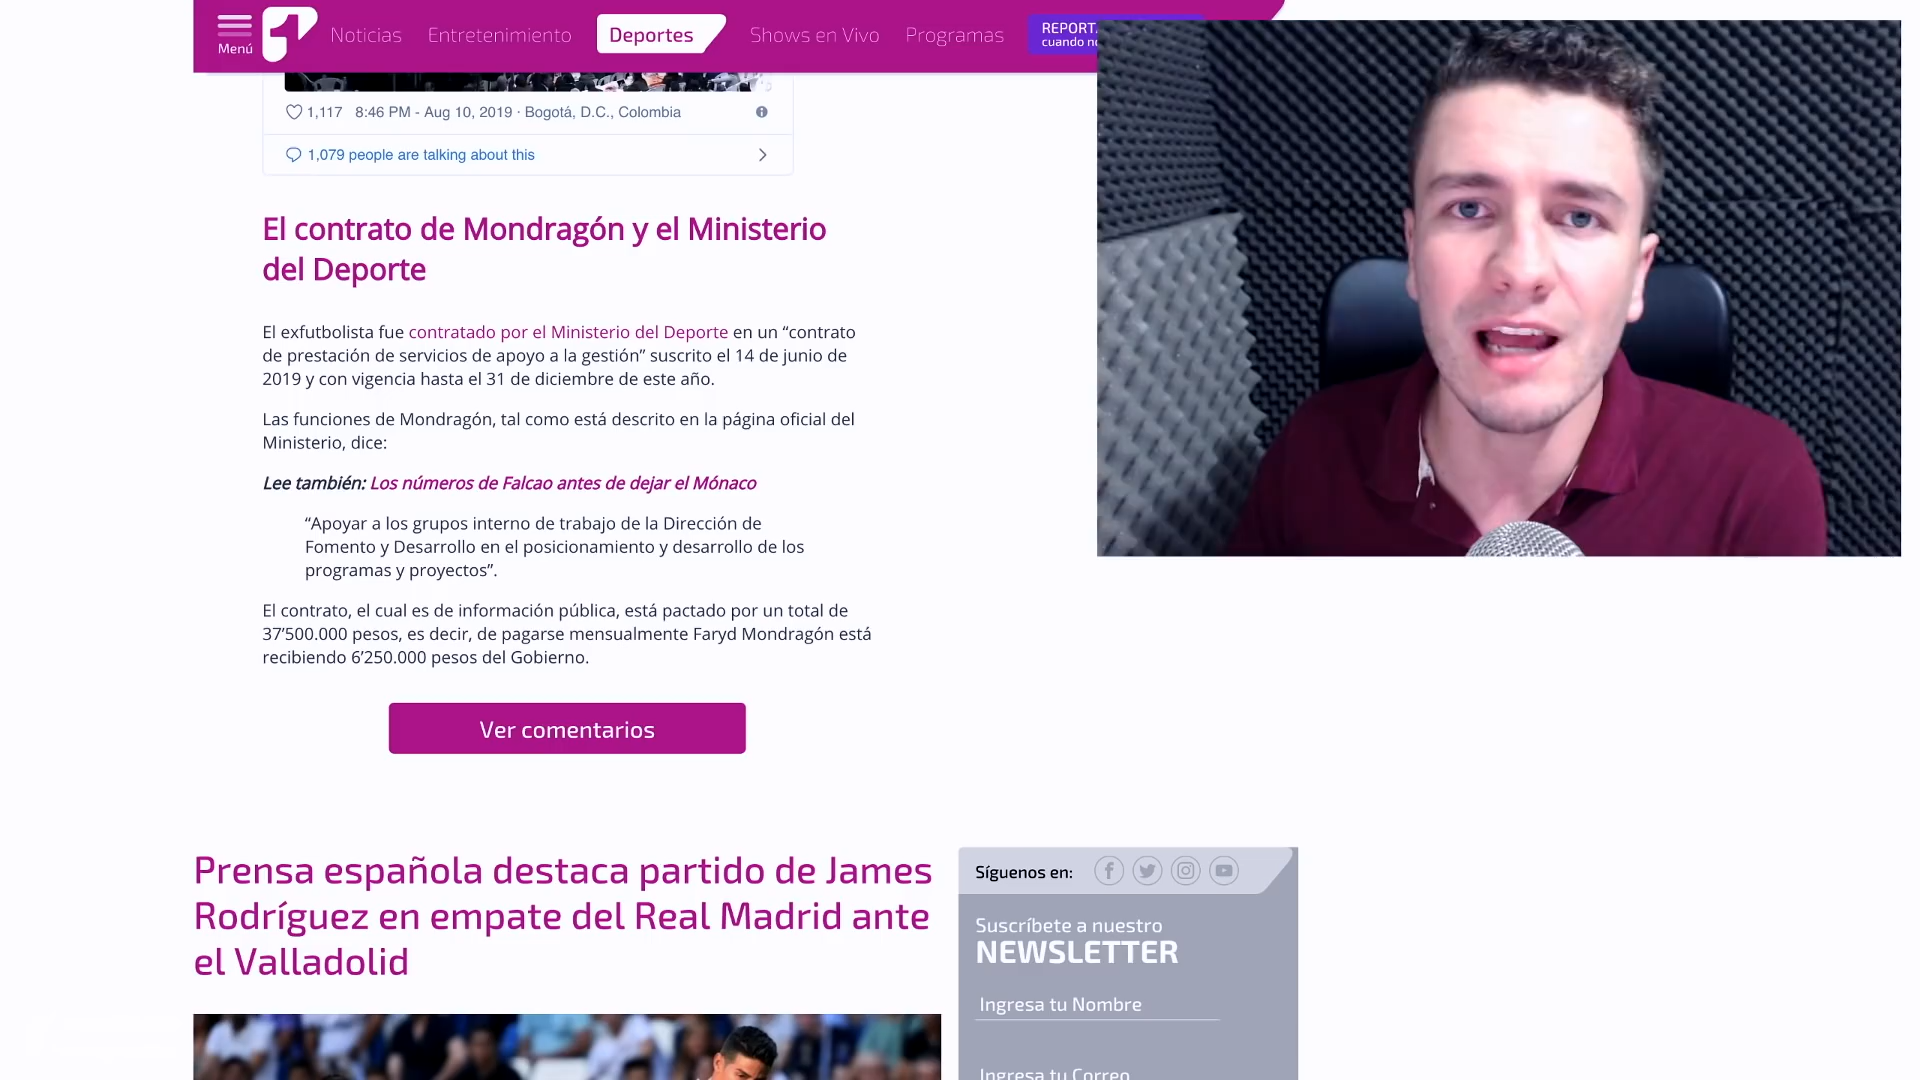 Menú
Noticias
Entretenimiento
Deportes
Shows en Vivo
Programas
cuando
1,117 8:46 PM - Aug 10, 2019 · Bogotá, D.C., Colombia
1,079 people are talking about this
El contrato de Mondragón y el Ministerio
del Deporte
El exfutbolista fue contratado por el Ministerio del Deporte en un “contrato
de prestación de servicios de apoyo a la gestión” suscrito el 14 de junio de
2019 y con vigencia hasta el 31 de diciembre de este año.
Las funciones de Mondragón, tal como está descrito en la página oficial del
Ministerio, dice:
Lee también: Los números de Falcao antes de dejar el Mónaco
“Apoyar a los grupos interno de trabajo de la Dirección de
Fomento y Desarrollo en el posicionamiento y desarrollo de los
programas y proyectos”.
El contrato, el cual es de información pública, está pactado por un total de
37’500.000 pesos, es decir, de pagarse mensualmente Faryd Mondragón está
recibiendo 6’250.000 pesos del Gobierno.
Ver comentarios
Prensa española destaca partido de James
Rodríguez en empate del Real Madrid ante
el Valladolid
Síguenos en:
Suscríbete a nuestro
NEWSLETTER
Ingresa tu Nombre
Ingresa tu Correo